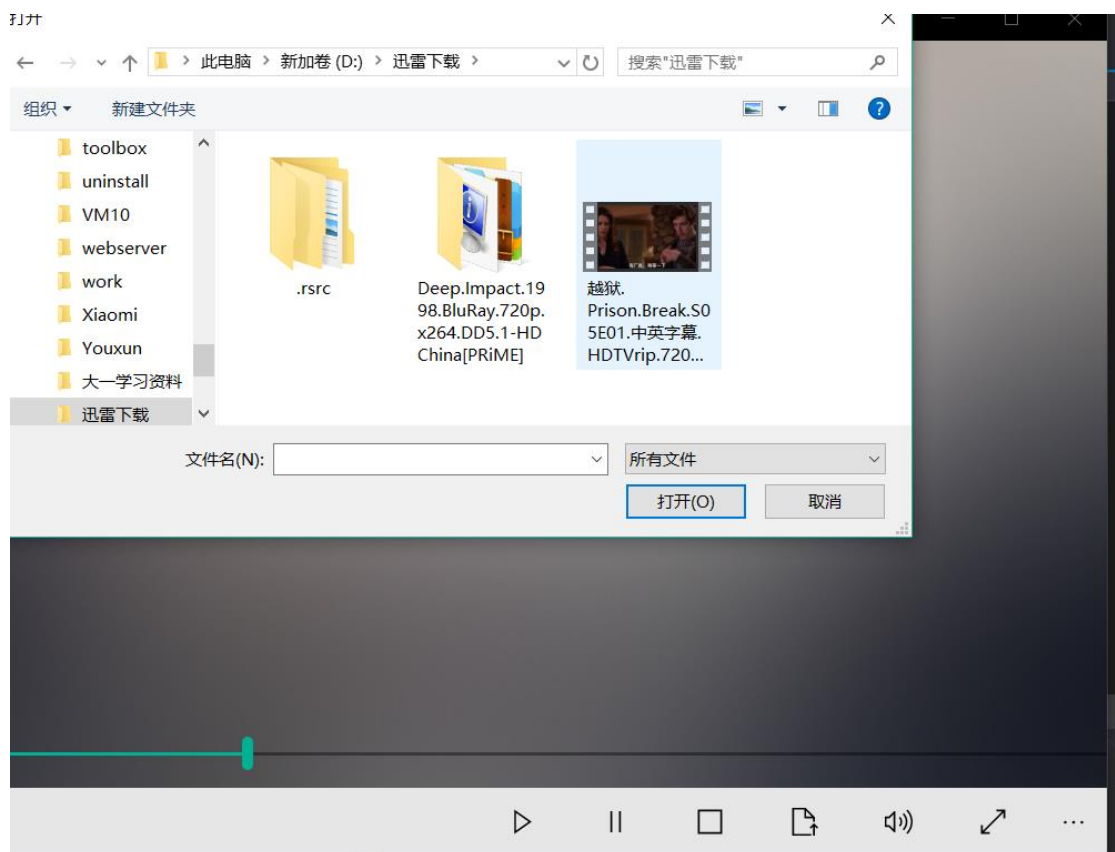 打开
此电脑 > 新加卷 (D:) > 迅雷下载 >
搜索"迅雷下载"
组织
新建文件夹
toolbox
uninstall
VM10
webserver
work
Xiaomi
Youxun
大一学习资料
迅雷下载
.rsrc
Deep.Impact.19
98.BluRay.720p.
x264.DD5.1-HD
China[PRiME]
越狱.
Prison.Break.S0
5E01.中英字幕.
HDTVrip.720...
文件名(N):
所有文件
打开(O)
取消